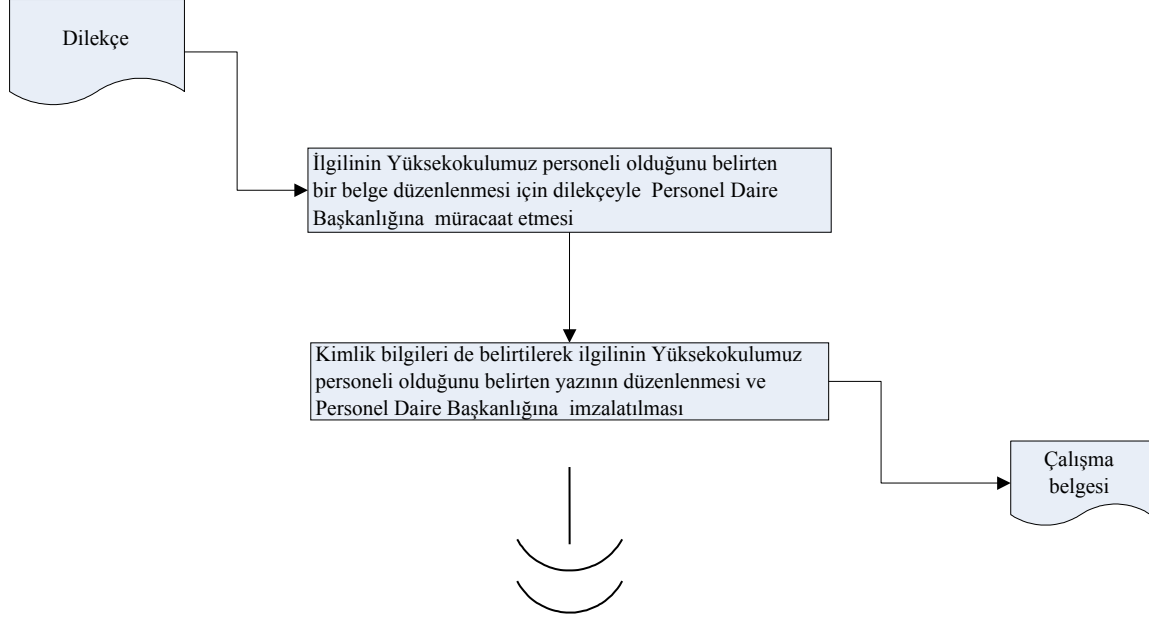 Dilekçe
İlgilinin Yüksekokulumuz personeli olduğunu belirten
bir belge düzenlenmesi için dilekçeyle Personel Daire
Başkanlığına müracaat etmesi
Kimlik bilgileri de belirtilerek ilgilinin Yüksekokulumuz
personeli olduğunu belirten yazının düzenlenmesi ve
Personel Daire Başkanlığına imzalatılması
Çalışma
belgesi